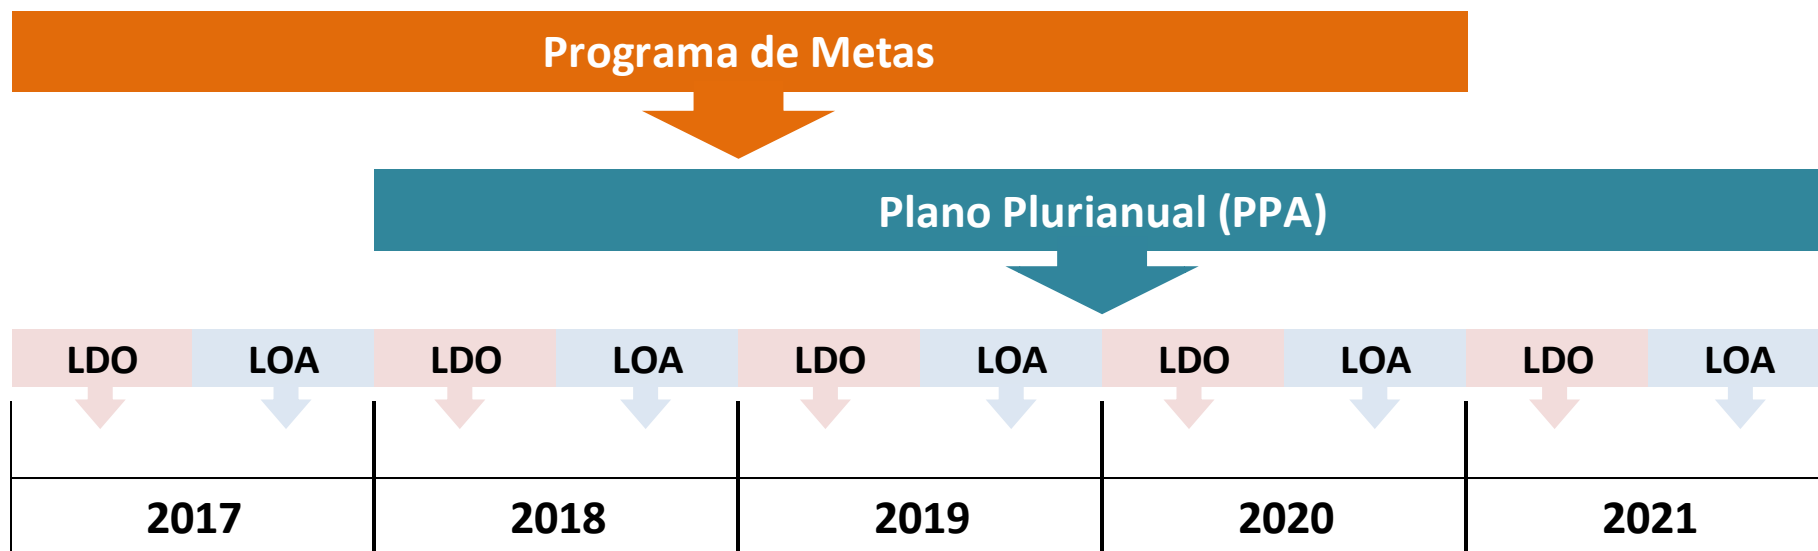 Programa de Metas
Plano Plurianual (PPA)
LDO LOA LDO LOA LDO LOA LDO LOA LDO LOA
2017 2018 2019 2020 2021